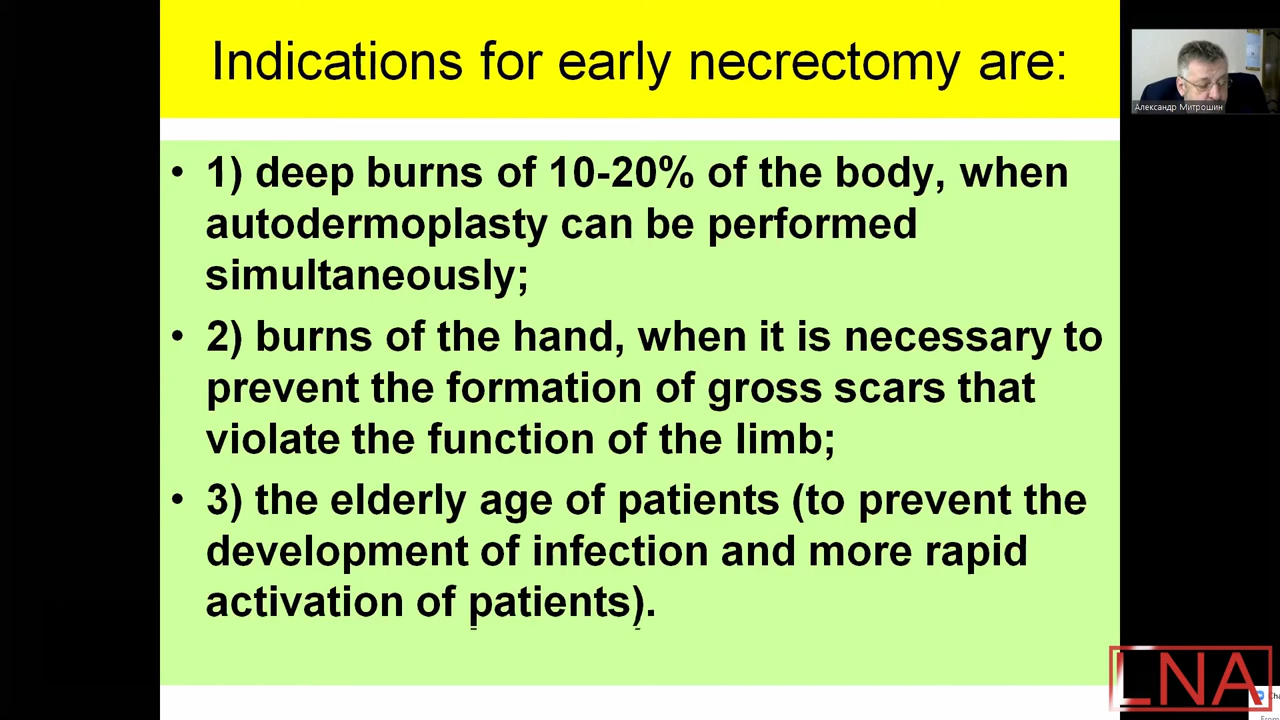 Indications for early necrectomy are:
• 1) deep burns of 10-20% of the body, when
autodermoplasty can be performed
simultaneously;
• 2) burns of the hand, when it is necessary to
prevent the formation of gross scars that
violate the function of the limb;
• 3) the elderly age of patients (to prevent the
development of infection and more rapid
activation of patients).
Александр Митрошин
LNA
Cha
From